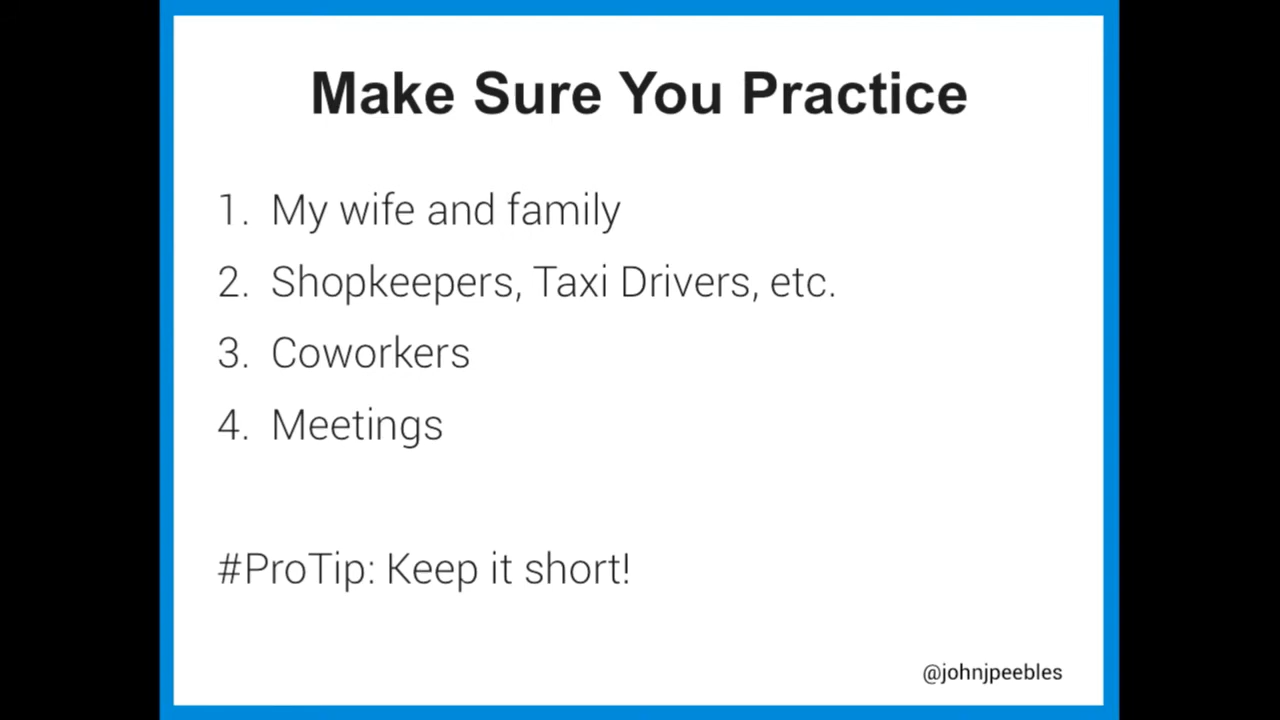 Make Sure You Practice
1. My wife and family
2. Shopkeepers, Taxi Drivers, etc.
3. Coworkers
4. Meetings
#ProTip: Keep it short!
@johnjpeebles